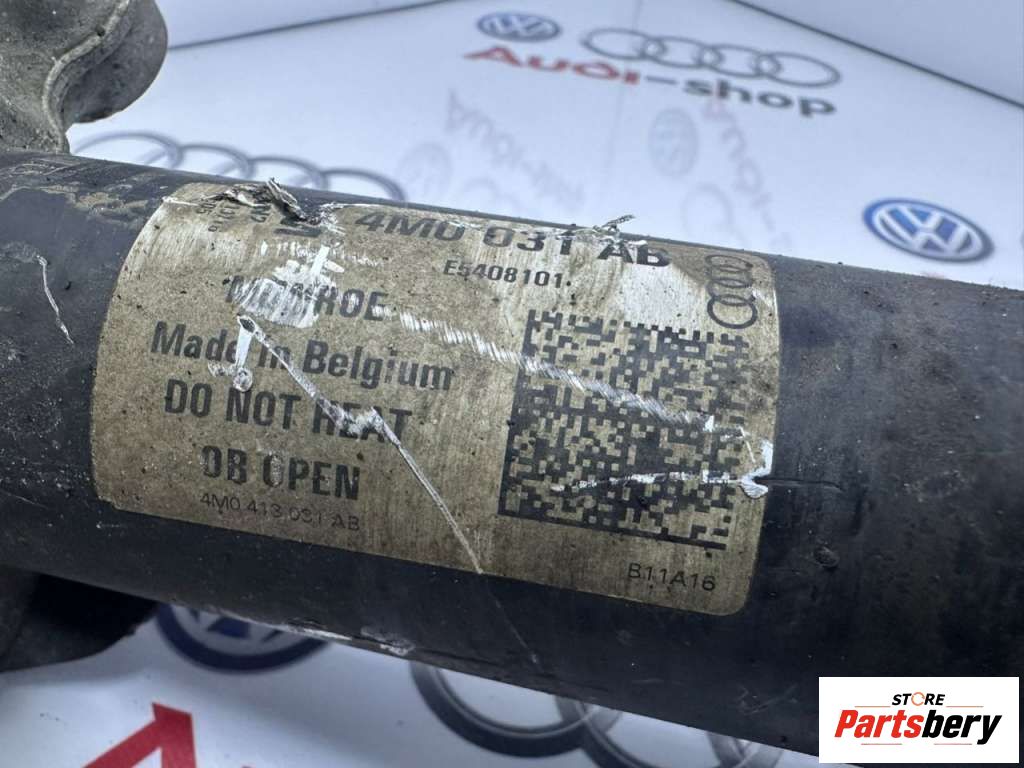 Audi-shop
4M0 031 AB
E5408101
MONROE
Made in Belgium
DO NOT HEAT
OB OPEN
4M0 413 031 AB
B11A16
STORE
Partsbery